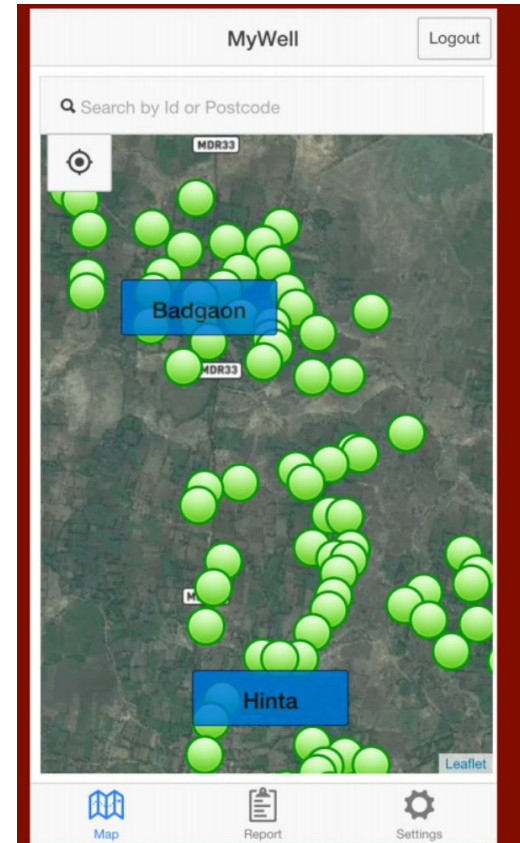 MyWell
Logout
Search by Id or Postcode
MDR33
Badgaon
MDR33
Hinta
Leaflet
Map
Report
Settings